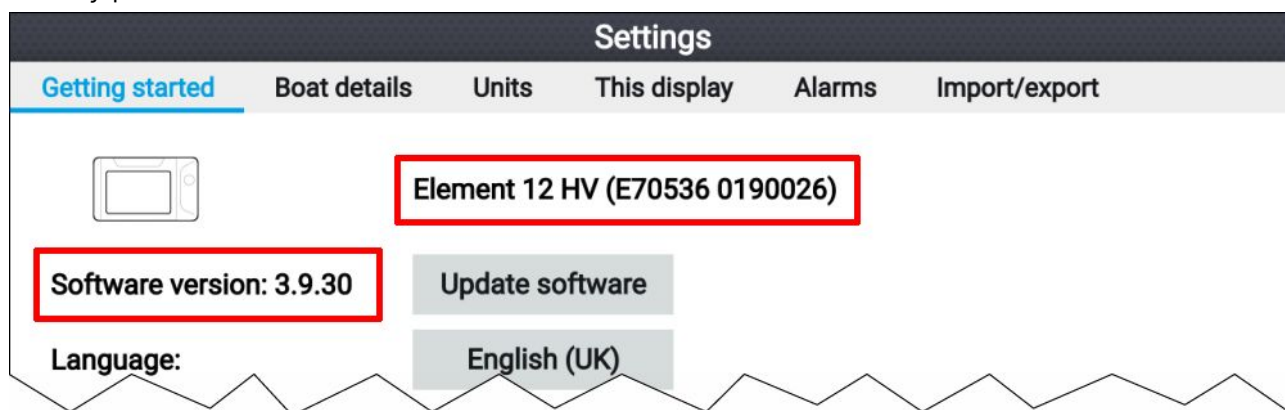 Settings
Getting started Boat details Units This display Alarms Import/export
Element 12 HV (E70536 0190026)
Software version: 3.9.30 Update software
Language: English (UK)